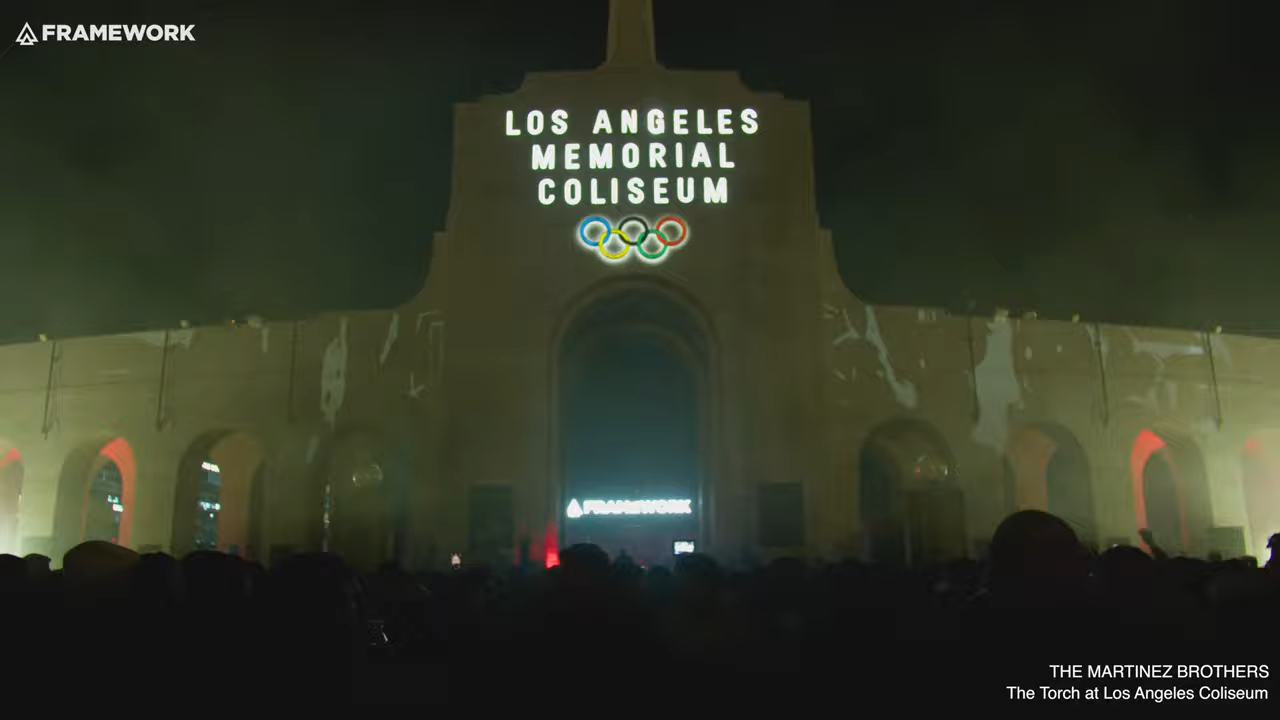 FRAMEWORK
LOS ANGELES
MEMORIAL
COLISEUM
FRAMEWORK
THE MARTINEZ BROTHERS
The Torch at Los Angeles Coliseum